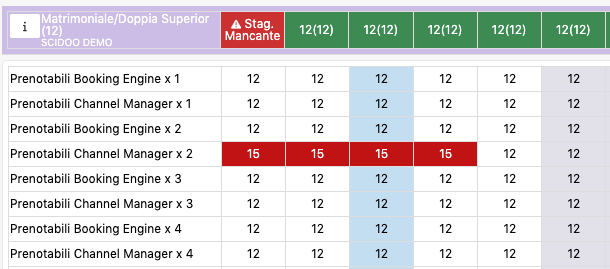 i
Matrimoniale/Doppia Superior
(12)
SCIDOO DEMO
Stag.
Mancante
12(12) 12(12) 12(12) 12(12) 12(12)
Prenotabili Booking Engine x 1 12 12 12 12 12 12
Prenotabili Channel Manager x 1 12 12 12 12 12 12
Prenotabili Booking Engine x 2 12 12 12 12 12 12
Prenotabili Channel Manager x 2 15 15 15 15 12 12
Prenotabili Booking Engine x 3 12 12 12 12 12 12
Prenotabili Channel Manager x 3 12 12 12 12 12 12
Prenotabili Booking Engine x 4 12 12 12 12 12 12
Prenotabili Channel Manager x 4 12 12 12 12 12 12